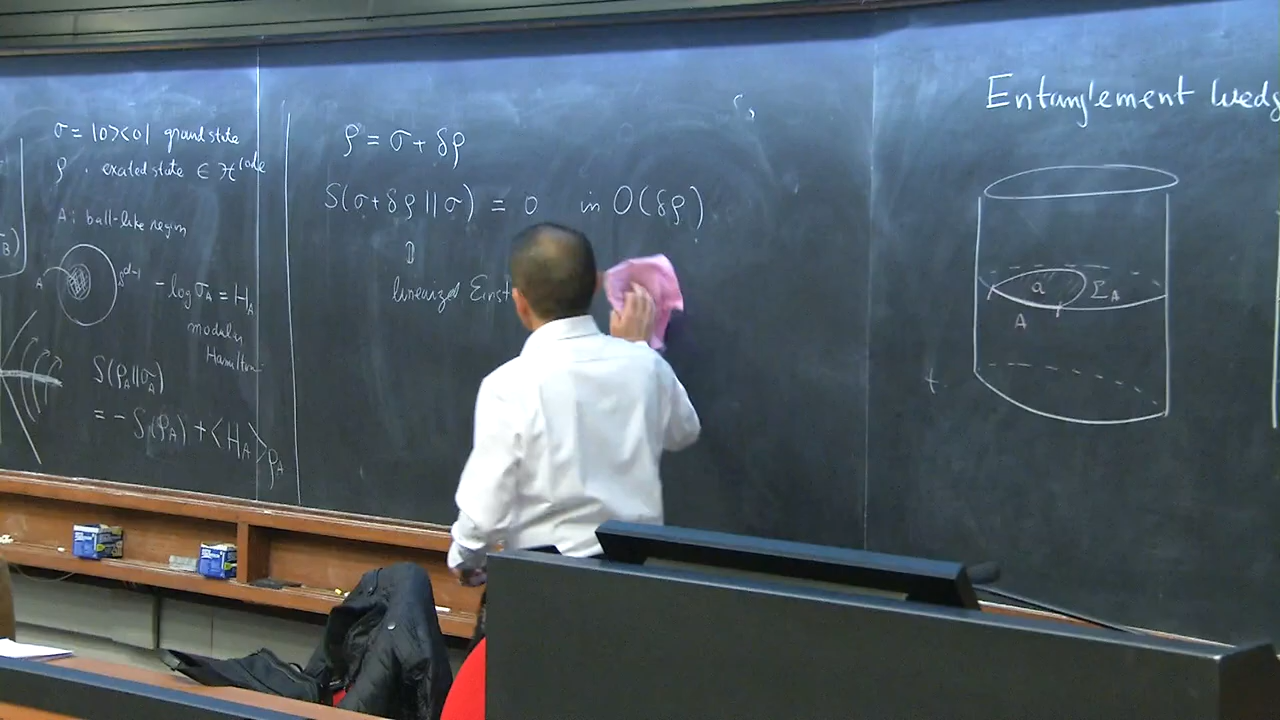 σ = |0><0| ground state
ρ . exated state ∈ H^code
A: ball-like region
B)
A
S^{d-1}
- log σ_A = H_A
modular
Hamilton
S(ρ_A||σ_A)
= - S(ρ_A) + <H_A>_{ρ_A}
ρ = σ + δρ
S(σ + δρ || σ) = 0 in O(δρ)
⇕
linearized Einst
Entanglement Wedg
a Σ_A
A
t